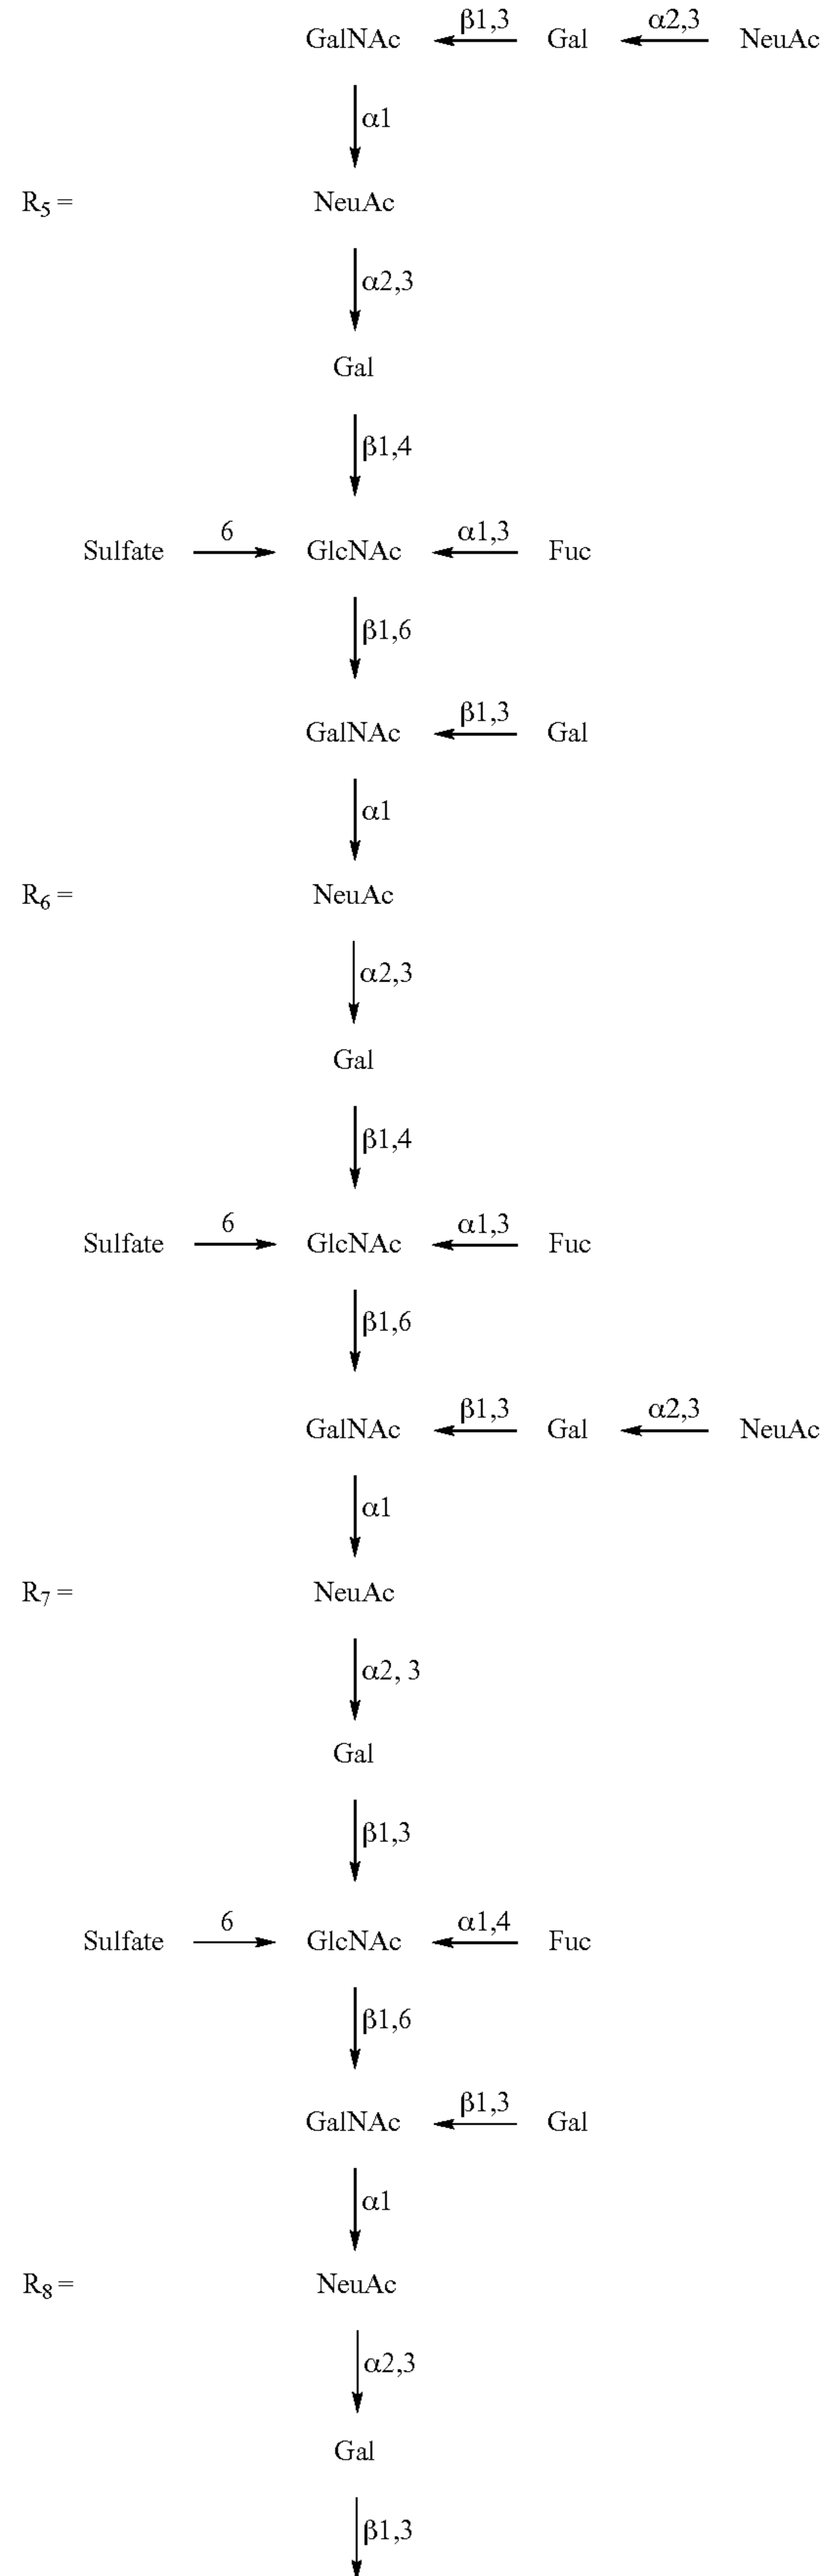 β1,3 α2,3
GalNAc Gal NeuAc
α1
R5 = NeuAc
α2,3
Gal
β1,4
6 α1,3
Sulfate GlcNAc Fuc
β1,6
β1,3
GalNAc Gal
α1
R6 = NeuAc
α2,3
Gal
β1,4
6 α1,3
Sulfate GlcNAc Fuc
β1,6
β1,3 α2,3
GalNAc Gal NeuAc
α1
R7 = NeuAc
α2, 3
Gal
β1,3
6 α1,4
Sulfate GlcNAc Fuc
β1,6
β1,3
GalNAc Gal
α1
R8 = NeuAc
α2,3
Gal
β1,3